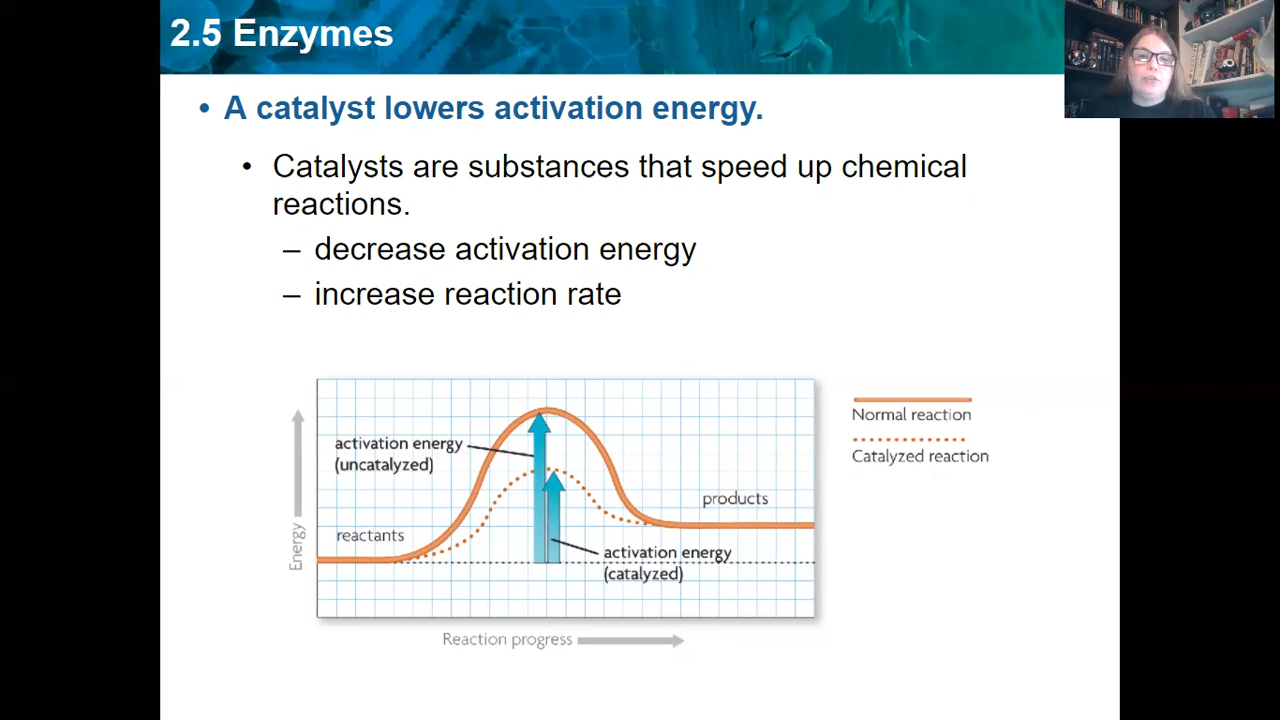 2.5 Enzymes
• A catalyst lowers activation energy.
• Catalysts are substances that speed up chemical
reactions.
– decrease activation energy
– increase reaction rate
Normal reaction
Catalyzed reaction
activation energy
(uncatalyzed)
products
reactants
activation energy
(catalyzed)
Energy
Reaction progress